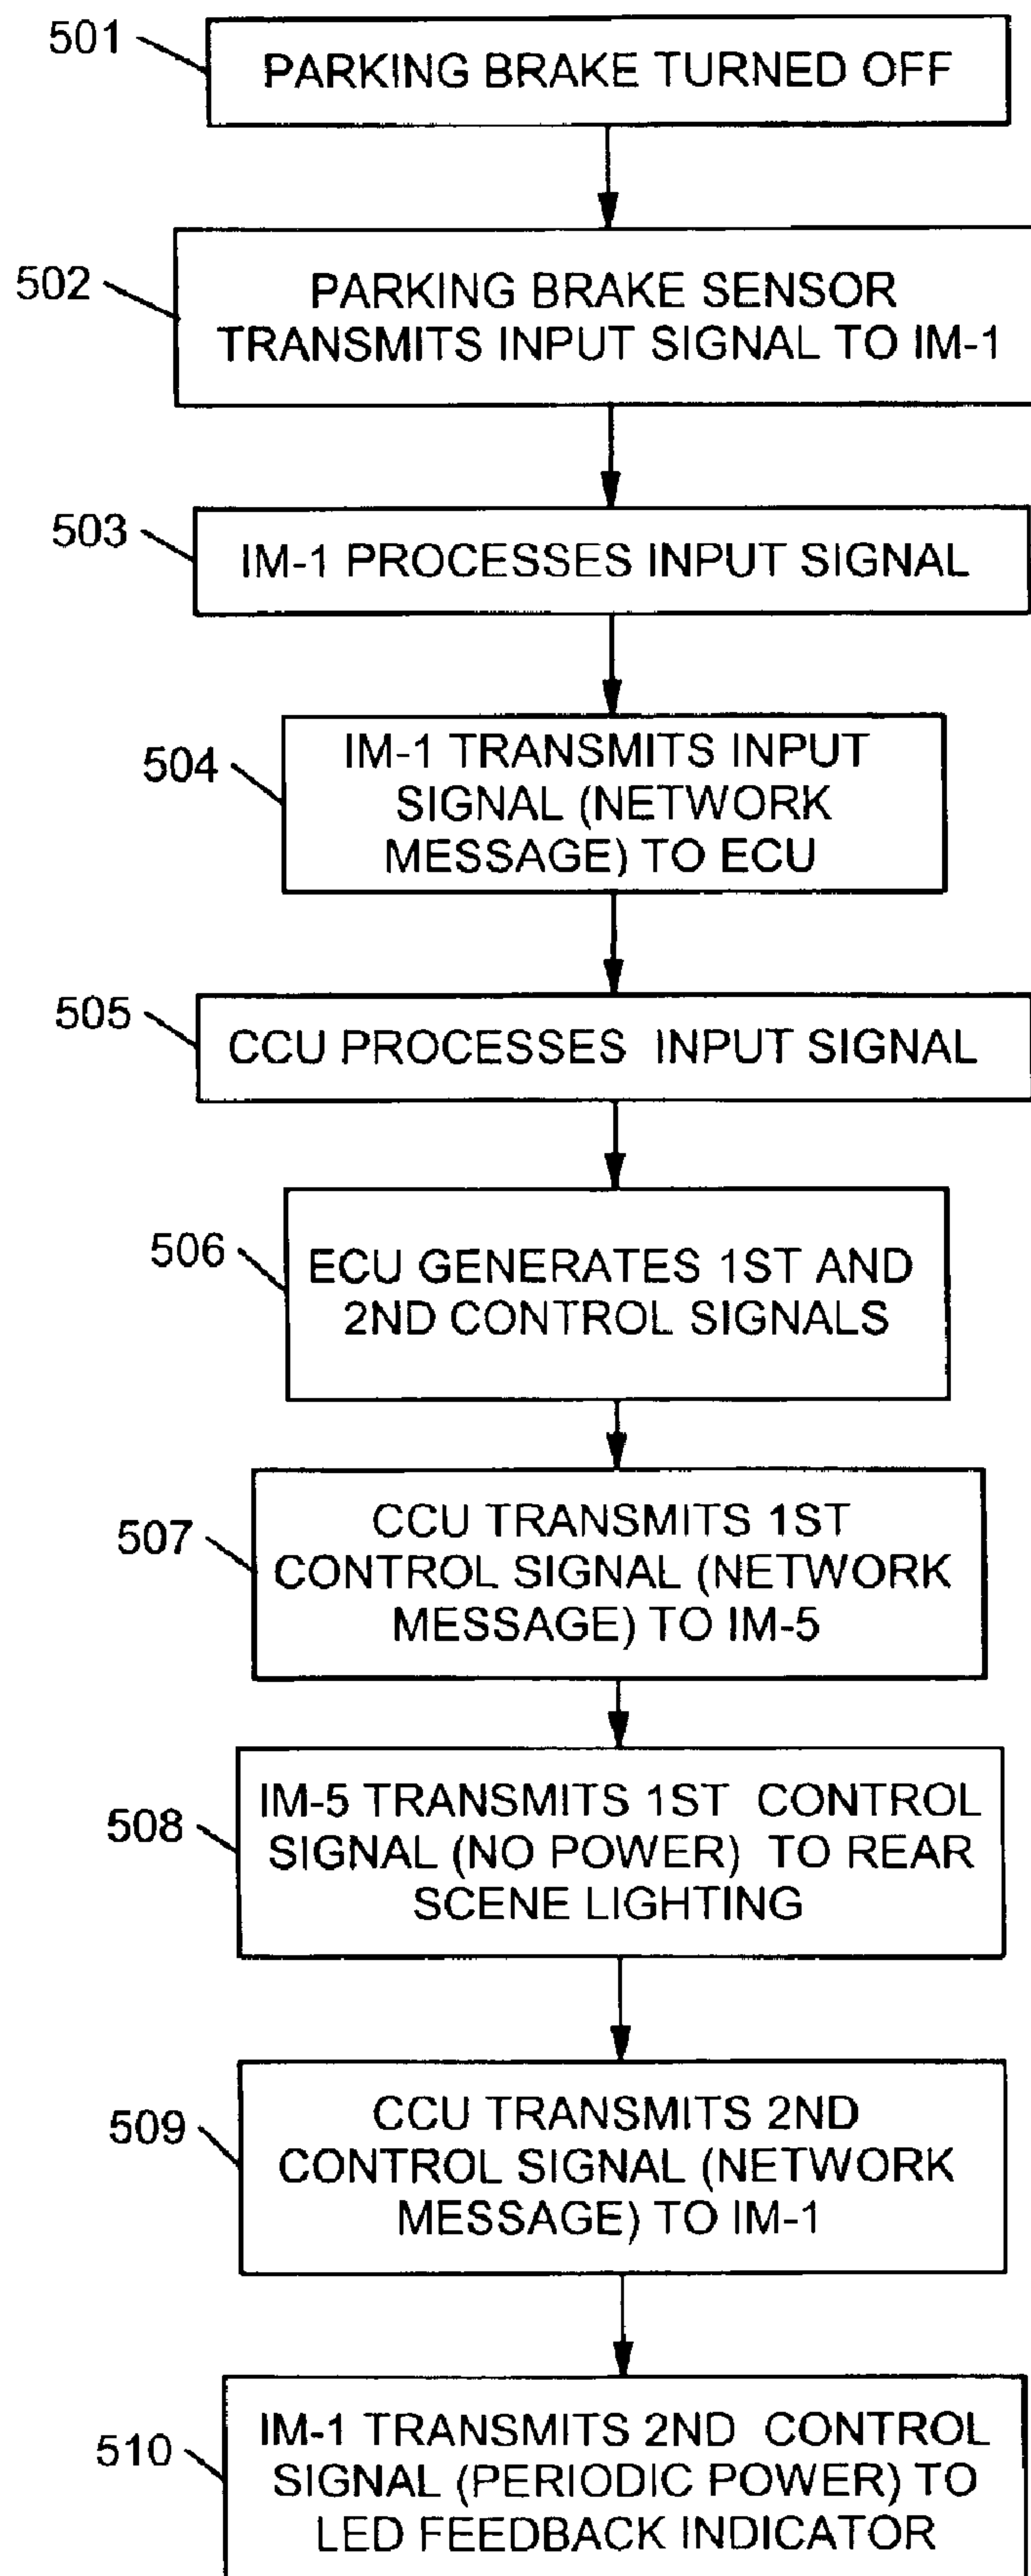 501
PARKING BRAKE TURNED OFF
502
PARKING BRAKE SENSOR
TRANSMITS INPUT SIGNAL TO IM-1
503
IM-1 PROCESSES INPUT SIGNAL
504
IM-1 TRANSMITS INPUT
SIGNAL (NETWORK
MESSAGE) TO ECU
505
CCU PROCESSES INPUT SIGNAL
506
ECU GENERATES 1ST AND
2ND CONTROL SIGNALS
507
CCU TRANSMITS 1ST
CONTROL SIGNAL (NETWORK
MESSAGE) TO IM-5
508
IM-5 TRANSMITS 1ST CONTROL
SIGNAL (NO POWER) TO REAR
SCENE LIGHTING
509
CCU TRANSMITS 2ND
CONTROL SIGNAL (NETWORK
MESSAGE) TO IM-1
510
IM-1 TRANSMITS 2ND CONTROL
SIGNAL (PERIODIC POWER) TO
LED FEEDBACK INDICATOR